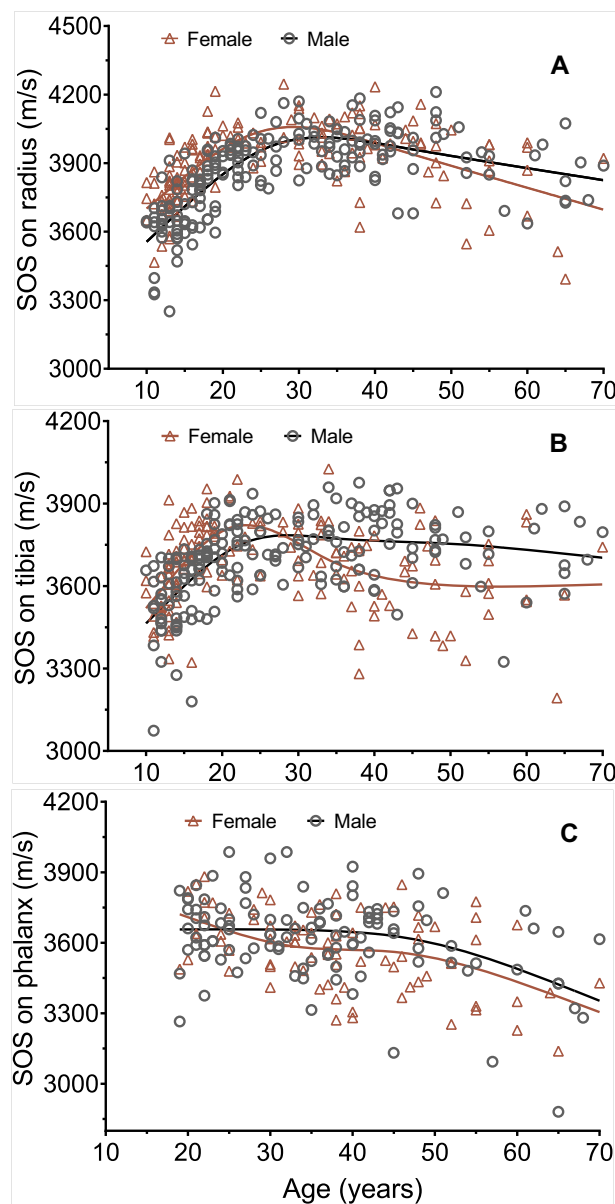 Female Male
A
SOS on radius (m/s)
4500
4200
3900
3600
3300
3000
10 20 30 40 50 60 70
Female Male
B
SOS on tibia (m/s)
4200
3900
3600
3300
3000
10 20 30 40 50 60 70
Female Male
C
SOS on phalanx (m/s)
4200
3900
3600
3300
3000
10 20 30 40 50 60 70
Age (years)